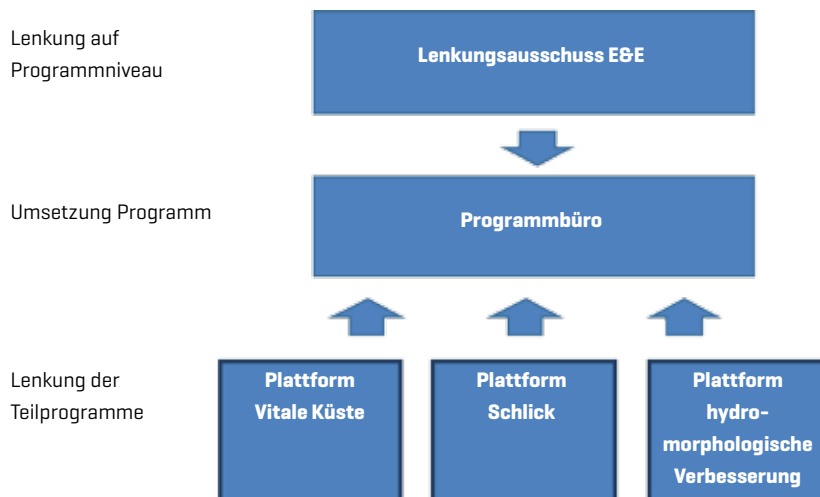 Lenkung auf
Programmniveau
Lenkungsausschuss E&E
Umsetzung Programm
Programmbüro
Lenkung der
Teilprogramme
Plattform
Vitale Küste
Plattform
Schlick
Plattform
hydro-
morphologische
Verbesserung